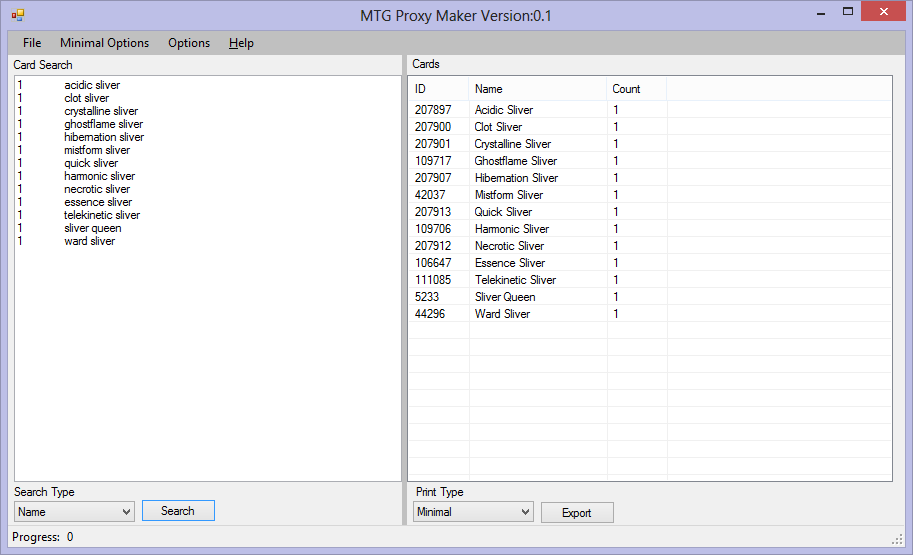 MTG Proxy Maker Version:0.1
File Minimal Options Options Help
Card Search
1 acidic sliver
1 clot sliver
1 crystalline sliver
1 ghostflame sliver
1 hibernation sliver
1 mistform sliver
1 quick sliver
1 harmonic sliver
1 necrotic sliver
1 essence sliver
1 telekinetic sliver
1 sliver queen
1 ward sliver
Search Type
Name Search
Cards
ID Name Count
207897 Acidic Sliver 1
207900 Clot Sliver 1
207901 Crystalline Sliver 1
109717 Ghostflame Sliver 1
207907 Hibernation Sliver 1
42037 Mistform Sliver 1
207913 Quick Sliver 1
109706 Harmonic Sliver 1
207912 Necrotic Sliver 1
106647 Essence Sliver 1
111085 Telekinetic Sliver 1
5233 Sliver Queen 1
44296 Ward Sliver 1
Print Type
Minimal Export
Progress: 0